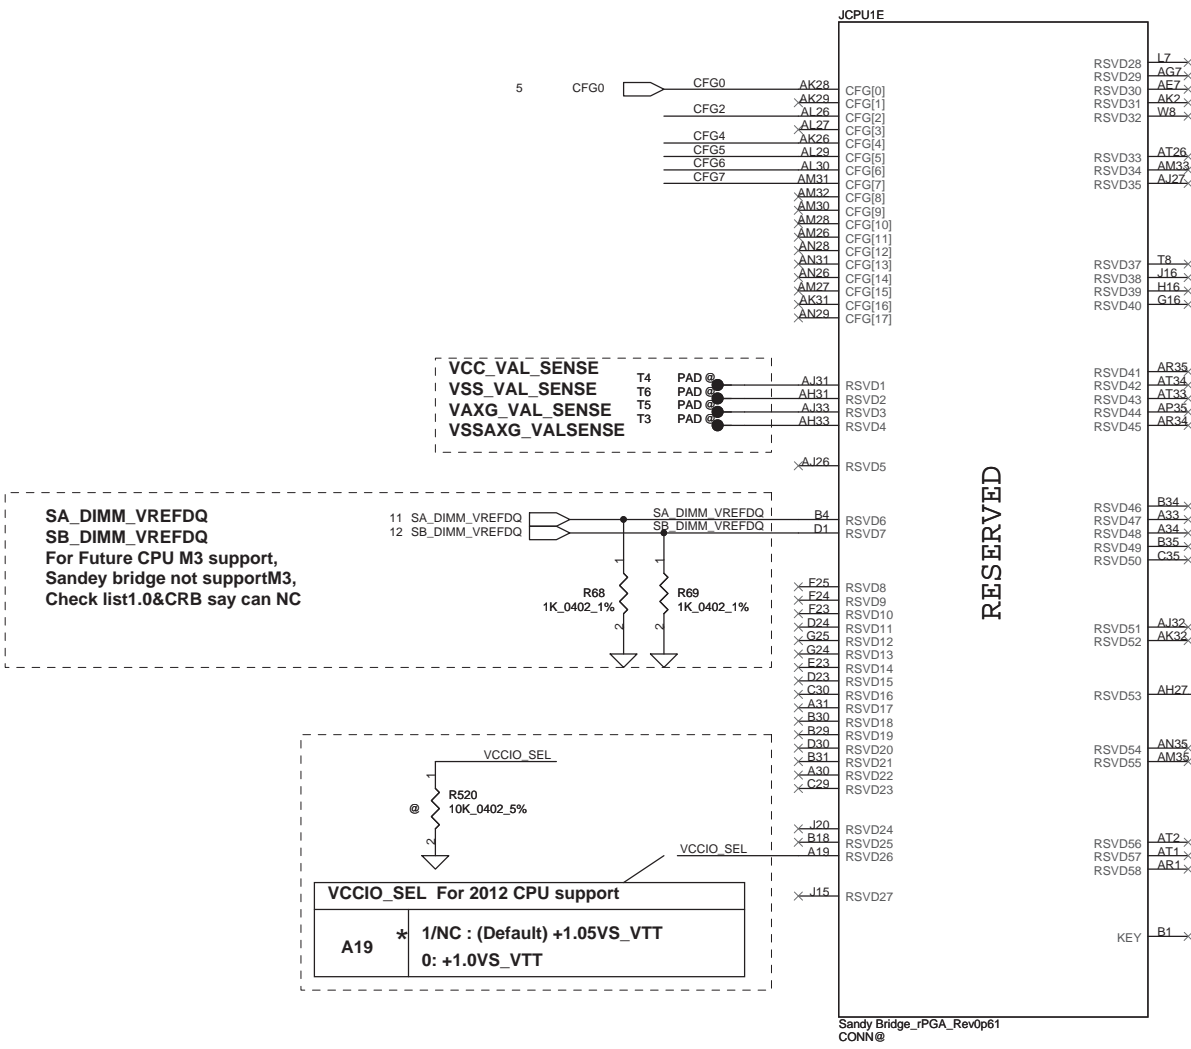 JCPU1E
5 CFG0 CFG0 AK28 CFG[0]
AK29 CFG[1]
CFG2 AL26 CFG[2]
AL27 CFG[3]
CFG4 AK26 CFG[4]
CFG5 AL29 CFG[5]
CFG6 AL30 CFG[6]
CFG7 AM31 CFG[7]
AM32 CFG[8]
AM30 CFG[9]
AM28 CFG[10]
AM26 CFG[11]
AN28 CFG[12]
AN31 CFG[13]
AN26 CFG[14]
AM27 CFG[15]
AK31 CFG[16]
AN29 CFG[17]
VCC_VAL_SENSE T4 PAD @ AJ31 RSVD1
VSS_VAL_SENSE T6 PAD @ AH31 RSVD2
VAXG_VAL_SENSE T5 PAD @ AJ33 RSVD3
VSSAXG_VALSENSE T3 PAD @ AH33 RSVD4
AJ26 RSVD5
SA_DIMM_VREFDQ
SB_DIMM_VREFDQ
For Future CPU M3 support,
Sandey bridge not supportM3,
Check list1.0&CRB say can NC
11 SA_DIMM_VREFDQ SA_DIMM_VREFDQ B4 RSVD6
12 SB_DIMM_VREFDQ SB_DIMM_VREFDQ D1 RSVD7
1 1
R68 R69
1K_0402_1% 1K_0402_1%
2 2
F25 RSVD8
F24 RSVD9
F23 RSVD10
D24 RSVD11
G25 RSVD12
G24 RSVD13
E23 RSVD14
D23 RSVD15
C30 RSVD16
A31 RSVD17
B30 RSVD18
B29 RSVD19
D30 RSVD20
B31 RSVD21
A30 RSVD22
C29 RSVD23
VCCIO_SEL
1
R520
@ 10K_0402_5%
2
J20 RSVD24
B18 RSVD25
VCCIO_SEL A19 RSVD26
J15 RSVD27
VCCIO_SEL For 2012 CPU support
A19 * 1/NC : (Default) +1.05VS_VTT
0: +1.0VS_VTT
RESERVED
RSVD28 L7
RSVD29 AG7
RSVD30 AE7
RSVD31 AK2
RSVD32 W8
RSVD33 AT26
RSVD34 AM33
RSVD35 AJ27
RSVD37 T8
RSVD38 J16
RSVD39 H16
RSVD40 G16
RSVD41 AR35
RSVD42 AT34
RSVD43 AT33
RSVD44 AP35
RSVD45 AR34
RSVD46 B34
RSVD47 A33
RSVD48 A34
RSVD49 B35
RSVD50 C35
RSVD51 AJ32
RSVD52 AK32
RSVD53 AH27
RSVD54 AN35
RSVD55 AM35
RSVD56 AT2
RSVD57 AT1
RSVD58 AR1
KEY B1
Sandy Bridge_rPGA_Rev0p61
CONN@